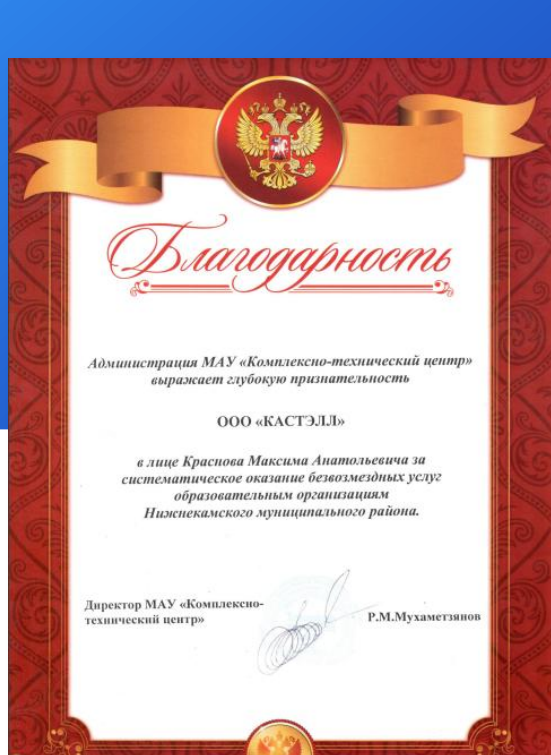 Благодарность
Администрация МАУ «Комплексно-технический центр»
выражает глубокую признательность
ООО «КАСТЭЛЛ»
в лице Краснова Максима Анатольевича за
систематическое оказание безвозмездных услуг
образовательным организациям
Нижнекамского муниципального района.
Директор МАУ «Комплексно-
технический центр»
Р.М.Мухаметзянов